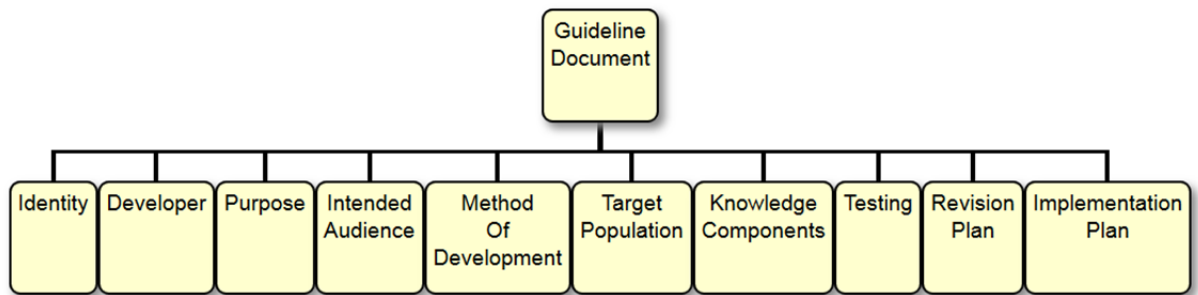 Guideline
Document
Identity
Developer
Purpose
Intended
Audience
Method
Of
Development
Target
Population
Knowledge
Components
Testing
Revision
Plan
Implementation
Plan